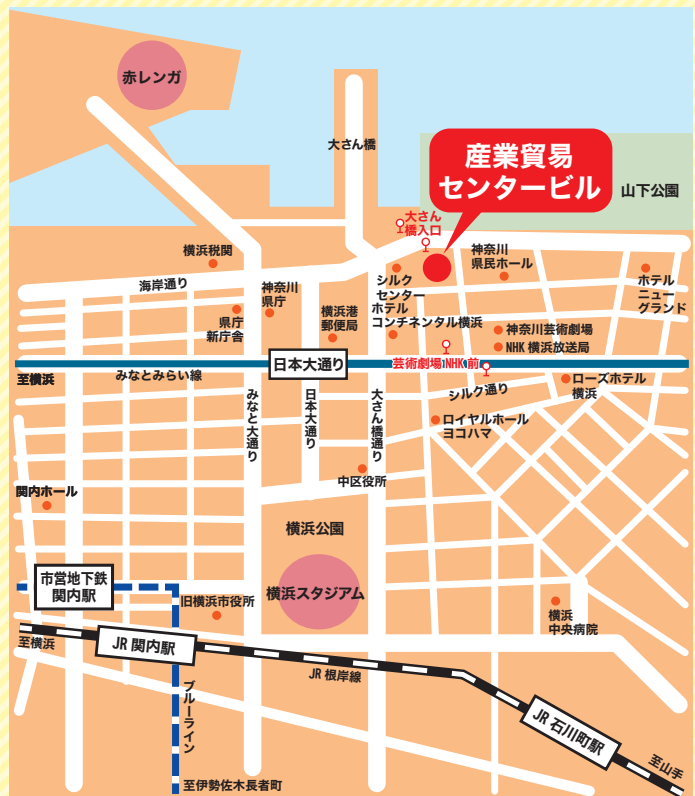 赤レンガ
大さん橋
産業貿易
センタービル
山下公園
大さん
橋入口
横浜税関
海岸通り
神奈川
県庁
県庁
新庁舎
横浜港
郵便局
シルク
センター
ホテル
コンチネンタル横浜
神奈川
県民ホール
ホテル
ニュー
グランド
神奈川芸術劇場
NHK 横浜放送局
日本大通り
芸術劇場 NHK 前
至横浜
みなとみらい線
シルク通り
ローズホテル
横浜
みなと大通り
日本大通り
大さん橋通り
ロイヤルホール
ヨコハマ
中区役所
関内ホール
横浜公園
横浜スタジアム
市営地下鉄
関内駅
旧横浜市役所
横浜
中央病院
至横浜
JR 関内駅
JR 根岸線
ブルーライン
JR 石川町駅
至山手
至伊勢佐木長者町